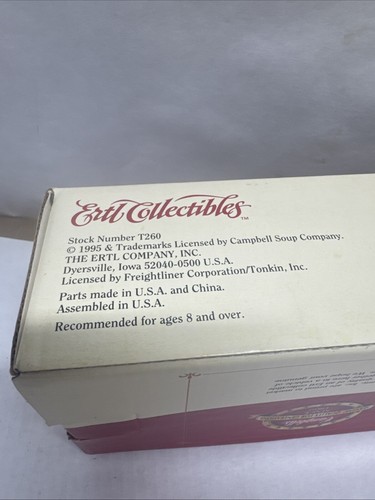 Ertl Collectibles™
Stock Number T260
© 1995 & Trademarks Licensed by Campbell Soup Company.
THE ERTL COMPANY, INC.
Dyersville, Iowa 52040-0500 U.S.A.
Licensed by Freightliner Corporation/Tonkin, Inc.
Parts made in U.S.A. and China.
Assembled in U.S.A.
Recommended for ages 8 and over.